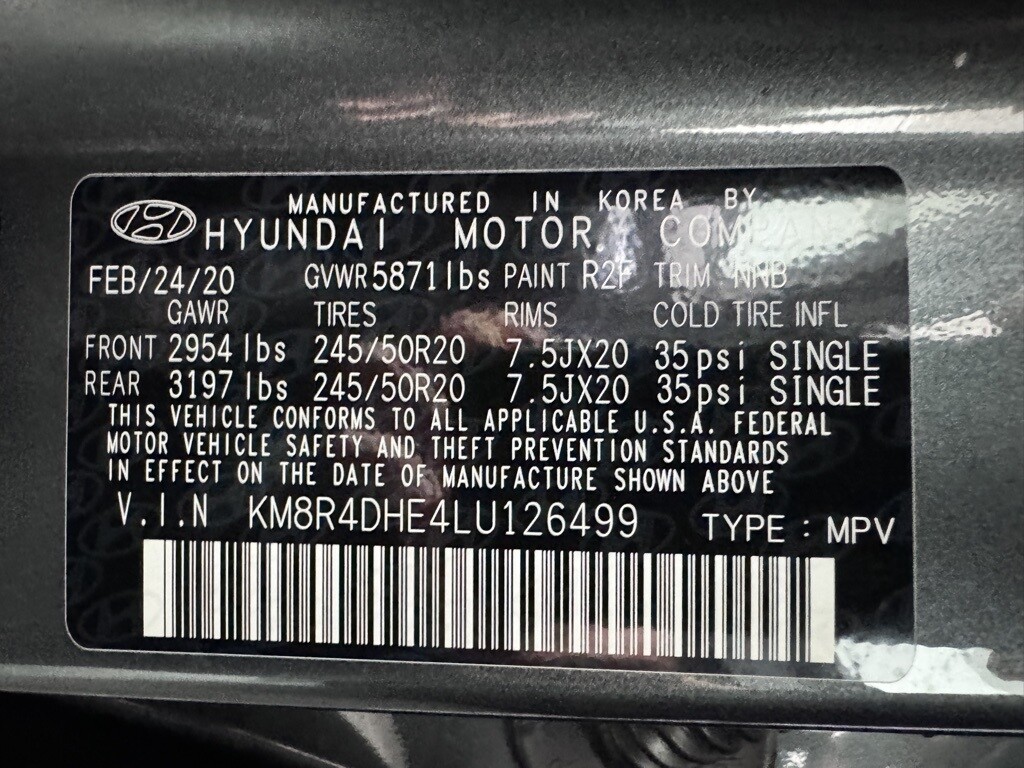 MANUFACTURED IN KOREA BY
HYUNDAI MOTOR COMPA
FEB/24/20 GVWR 5871 lbs PAINT R2F TRIM NNB
GAWR TIRES RIMS COLD TIRE INFL
FRONT 2954 lbs 245/50R20 7.5JX20 35psi SINGLE
REAR 3197 lbs 245/50R20 7.5JX20 35psi SINGLE
THIS VEHICLE CONFORMS TO ALL APPLICABLE U.S.A. FEDERAL
MOTOR VEHICLE SAFETY AND THEFT PREVENTION STANDARDS
IN EFFECT ON THE DATE OF MANUFACTURE SHOWN ABOVE
V.I.N KM8R4DHE4LU126499 TYPE : MPV